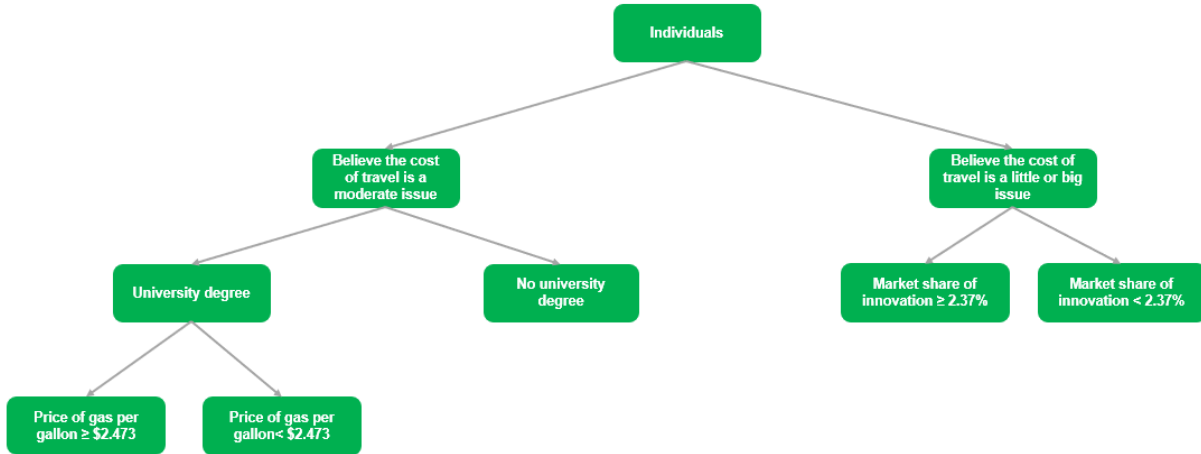 Individuals
Believe the cost
of travel is a
moderate issue
Believe the cost of
travel is a little or big
issue
University degree
No university
degree
Market share of
innovation ≥ 2.37%
Market share of
innovation < 2.37%
Price of gas per
gallon ≥ $2.473
Price of gas per
gallon< $2.473